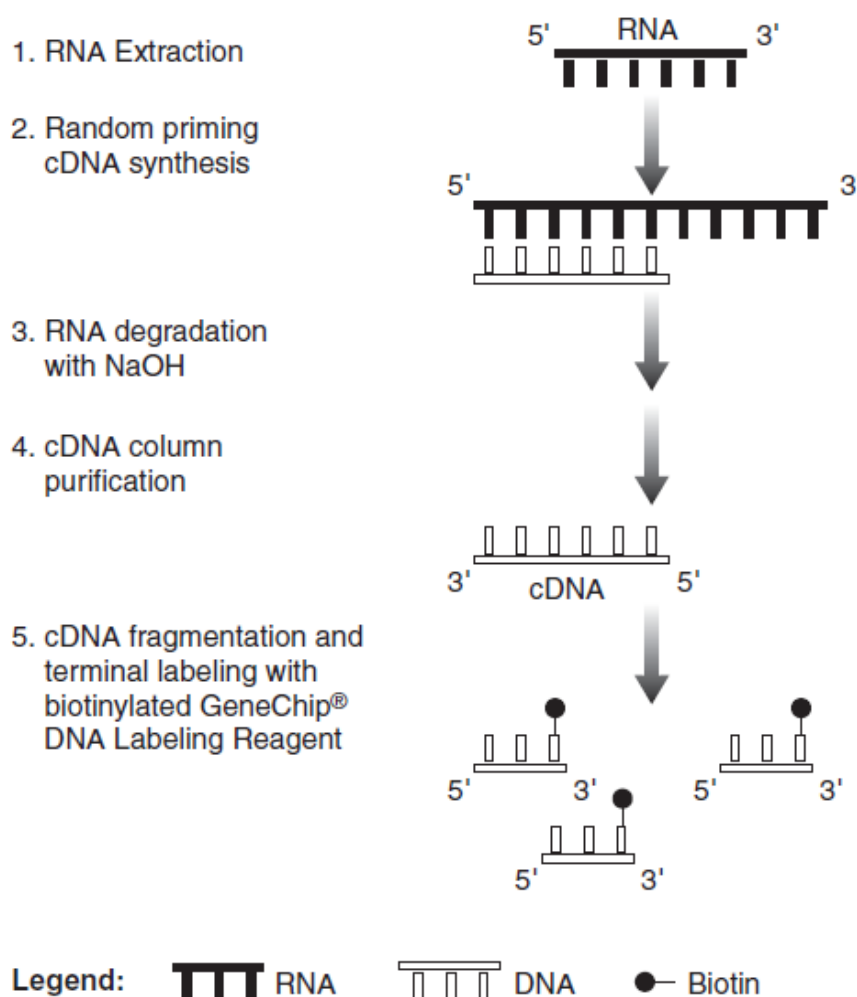 5' RNA 3'
1. RNA Extraction
2. Random priming
cDNA synthesis
5' 3
3. RNA degradation
with NaOH
4. cDNA column
purification
3' cDNA 5'
5. cDNA fragmentation and
terminal labeling with
biotinylated GeneChip®
DNA Labeling Reagent
5' 3' 5' 3'
5' 3'
Legend: RNA DNA Biotin